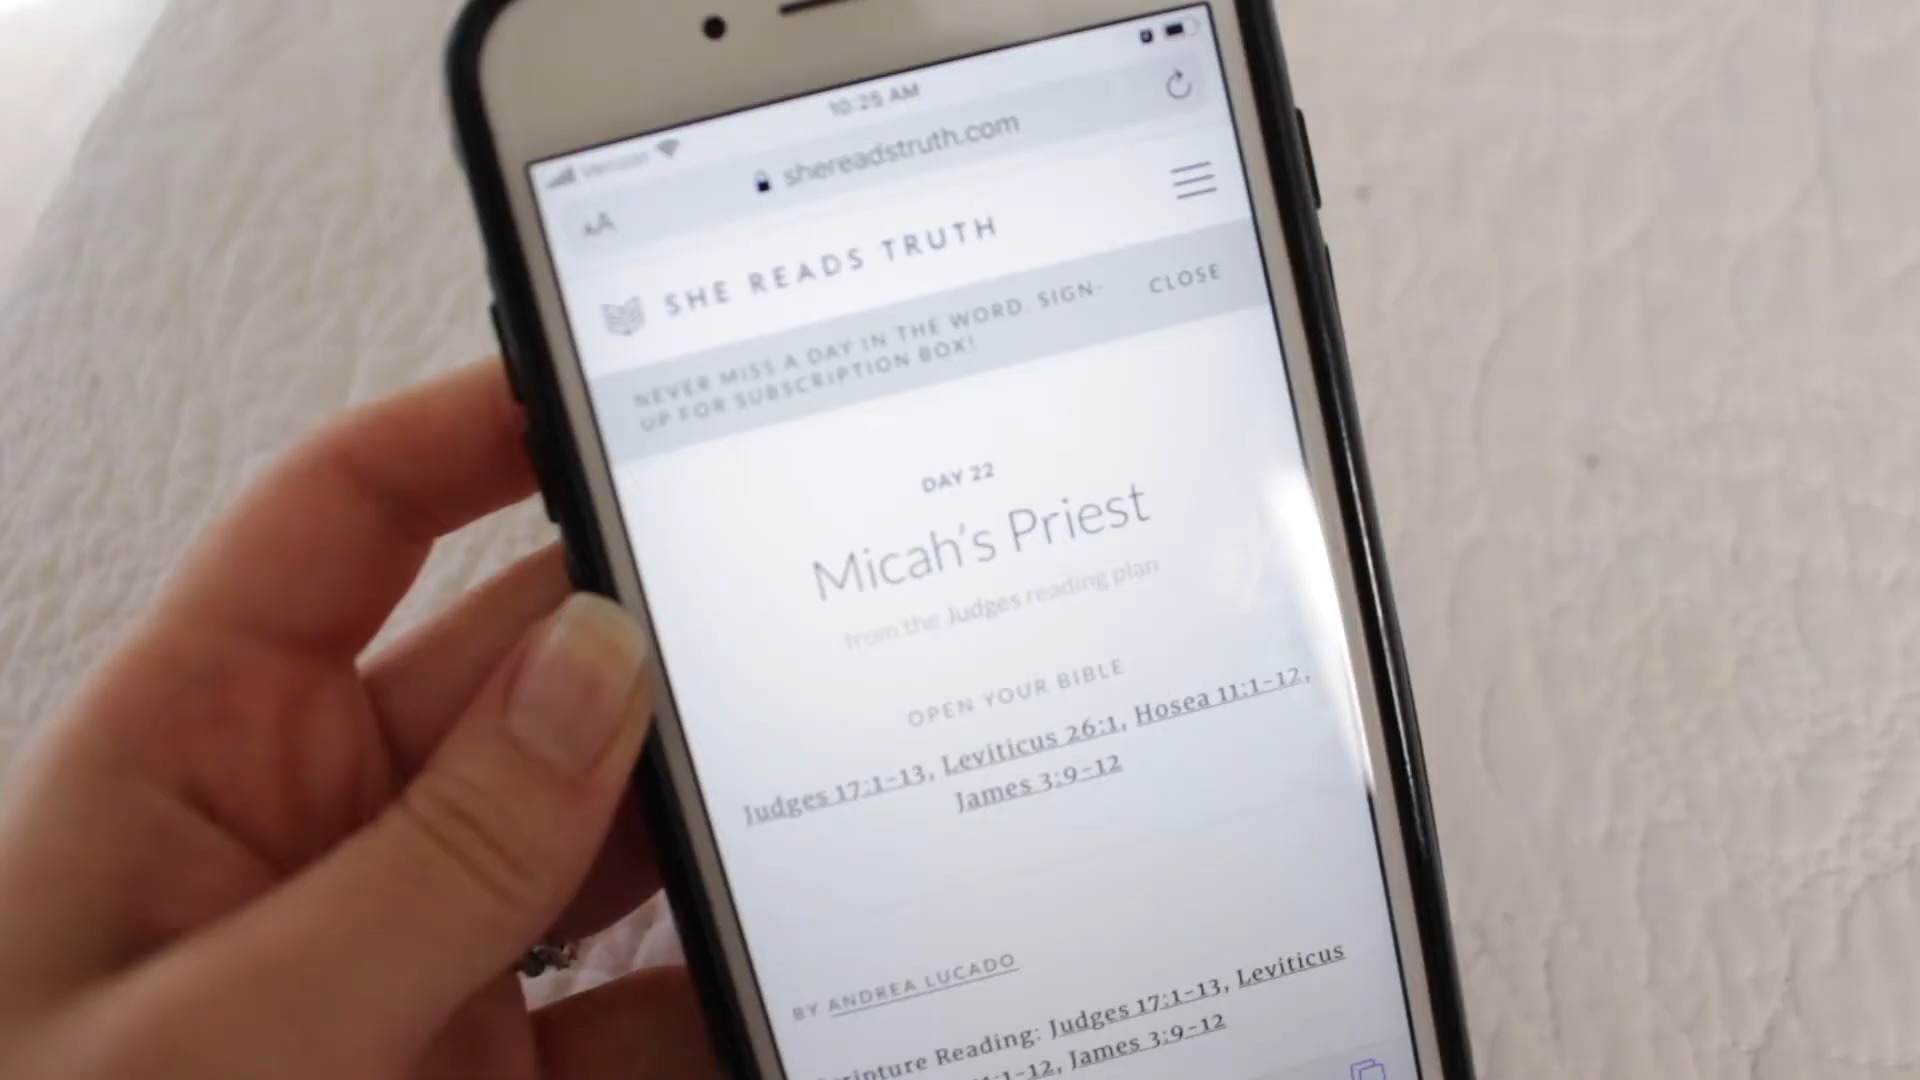 10:25 AM
Verizon
AA
shereadstruth.com
SHE READS TRUTH
NEVER MISS A DAY IN THE WORD. SIGN-
UP FOR SUBSCRIPTION BOX!
CLOSE
DAY 22
Micah's Priest
from the Judges reading plan
OPEN YOUR BIBLE
Judges 17:1-13, Leviticus 26:1, Hosea 11:1-12,
James 3:9-12
BY ANDREA LUCADO
Scripture Reading: Judges 17:1-13, Leviticus
James 3:9-12